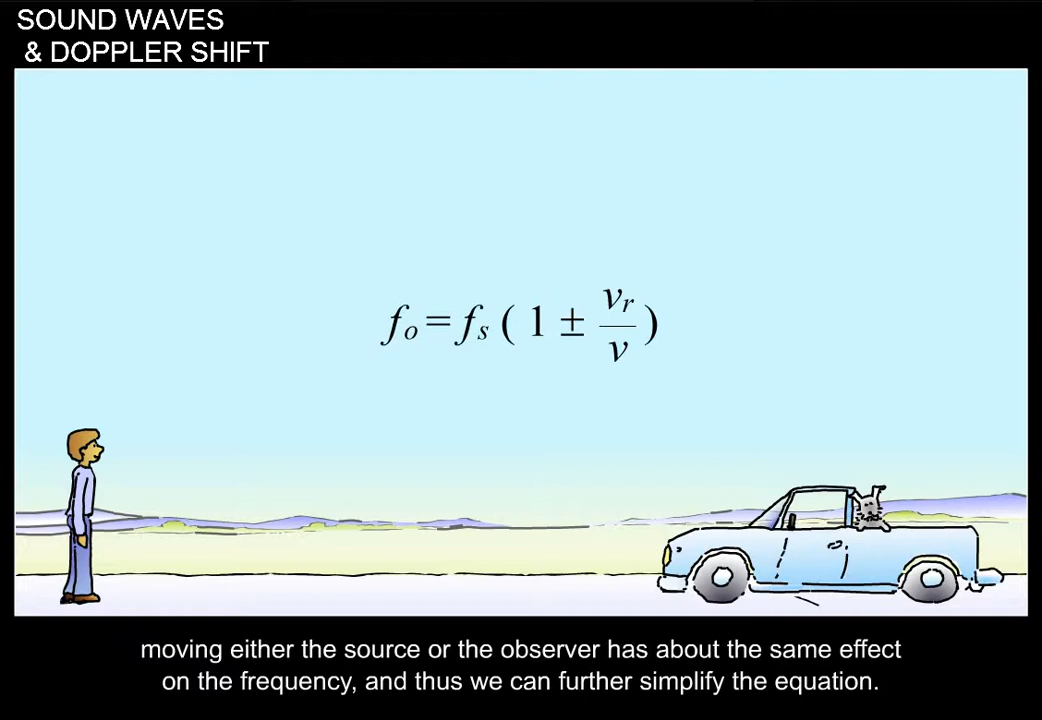 SOUND WAVES
& DOPPLER SHIFT
fₒ = fₛ ( 1 ± vᵣ/v )
moving either the source or the observer has about the same effect
on the frequency, and thus we can further simplify the equation.